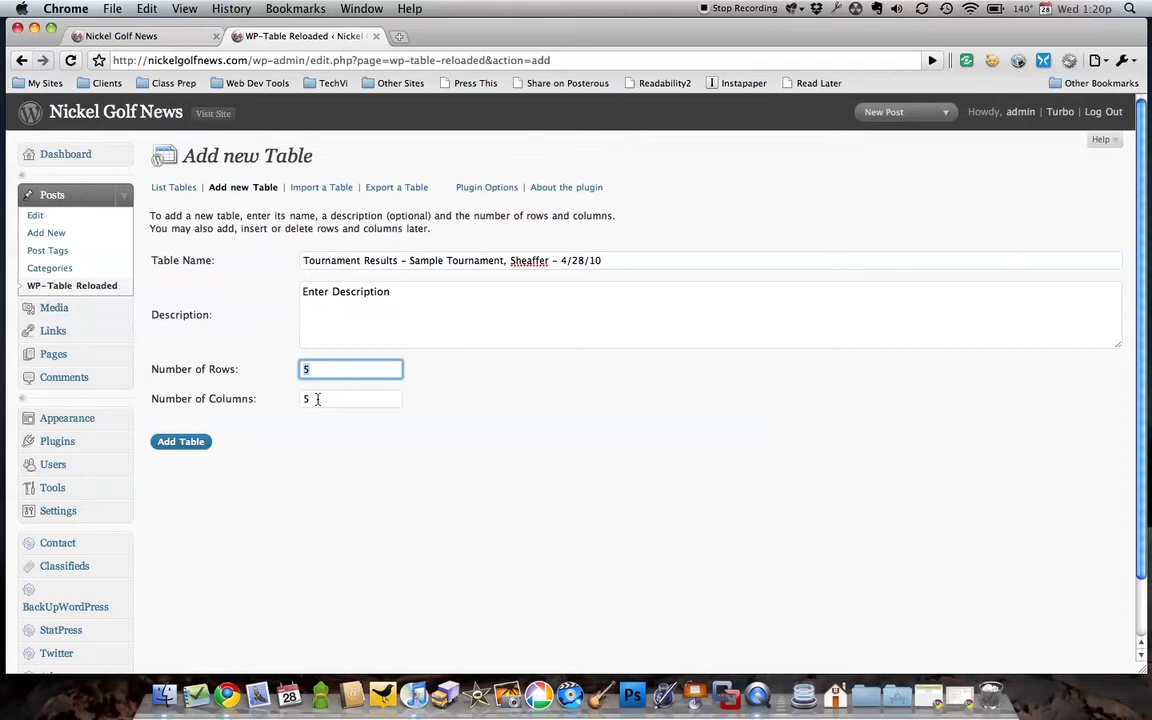 Chrome File Edit View History Bookmarks Window Help Stop Recording 140° 28 Wed 1:20p
Nickel Golf News WP-Table Reloaded ‹ Nickel
http://nickelgolfnews.com/wp-admin/edit.php?page=wp-table-reloaded&action=add
My Sites Clients Class Prep Web Dev Tools TechVi Other Sites Press This Share on Posterous Readability2 Instapaper Read Later Other Bookmarks
Nickel Golf News Visit Site New Post Howdy, admin | Turbo | Log Out
Help
Dashboard
Posts
Edit
Add New
Post Tags
Categories
WP-Table Reloaded
Media
Links
Pages
Comments
Appearance
Plugins
Users
Tools
Settings
Contact
Classifieds
BackUpWordPress
StatPress
Twitter
Add new Table
List Tables | Add new Table | Import a Table | Export a Table Plugin Options | About the plugin
To add a new table, enter its name, a description (optional) and the number of rows and columns.
You may also add, insert or delete rows and columns later.
Table Name: Tournament Results - Sample Tournament, Sheaffer - 4/28/10
Description: Enter Description
Number of Rows: 5
Number of Columns: 5
Add Table
28 Ps